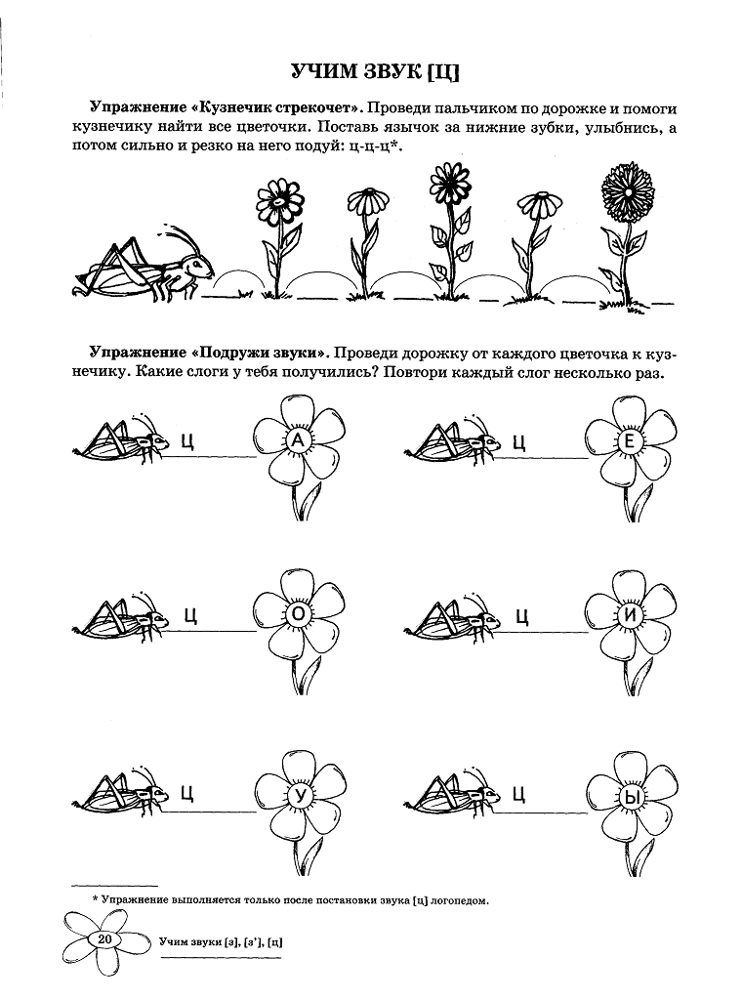 УЧИМ ЗВУК [Ц]
Упражнение «Кузнечик стрекочет». Проведи пальчиком по дорожке и помоги
кузнечику найти все цветочки. Поставь язычок за нижние зубки, улыбнись, а
потом сильно и резко на него подуй: ц-ц-ц*.
Упражнение «Подружи звуки». Проведи дорожку от каждого цветочка к куз-
нечику. Какие слоги у тебя получились? Повтори каждый слог несколько раз.
Ц А Ц Е
Ц О Ц И
Ц У Ц Ы
* Упражнение выполняется только после постановки звука [ц] логопедом.
20 Учим звуки [з], [з’], [ц]